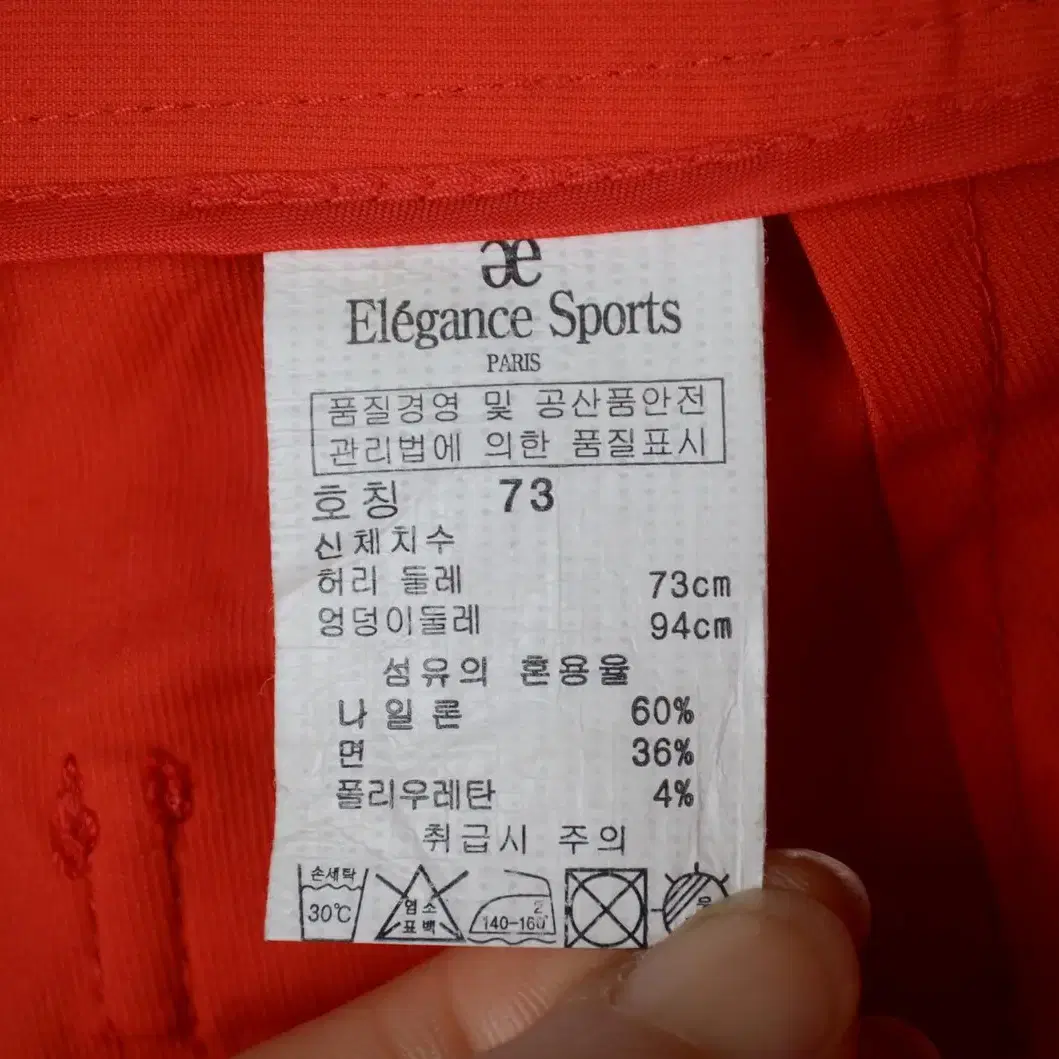 æ
Elégance Sports
PARIS
품질경영 및 공산품안전
관리법에 의한 품질표시
호칭 73
신체치수
허리 둘레 73cm
엉덩이둘레 94cm
섬유의 혼용율
나일론 60%
면 36%
폴리우레탄 4%
취급시 주의
손세탁
30℃
염소
표백
2
140-160